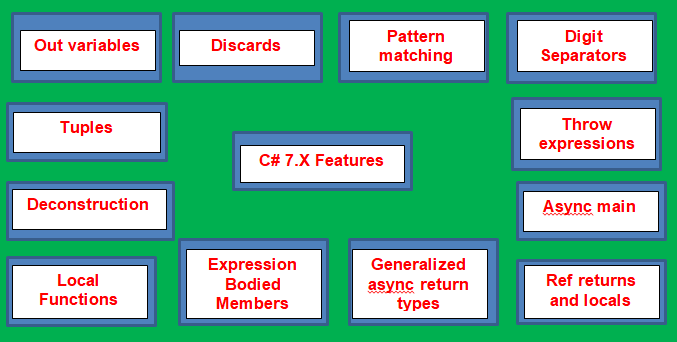 Out variables
Discards
Pattern
matching
Digit
Separators
Tuples
C# 7.X Features
Throw
expressions
Deconstruction
Async main
Local
Functions
Expression
Bodied
Members
Generalized
async return
types
Ref returns
and locals